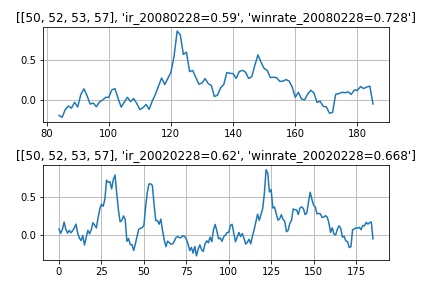 [[50, 52, 53, 57], 'ir_20080228=0.59', 'winrate_20080228=0.728']
0.5
0.0
80 100 120 140 160 180
[[50, 52, 53, 57], 'ir_20020228=0.62', 'winrate_20020228=0.668']
0.5
0.0
0 25 50 75 100 125 150 175